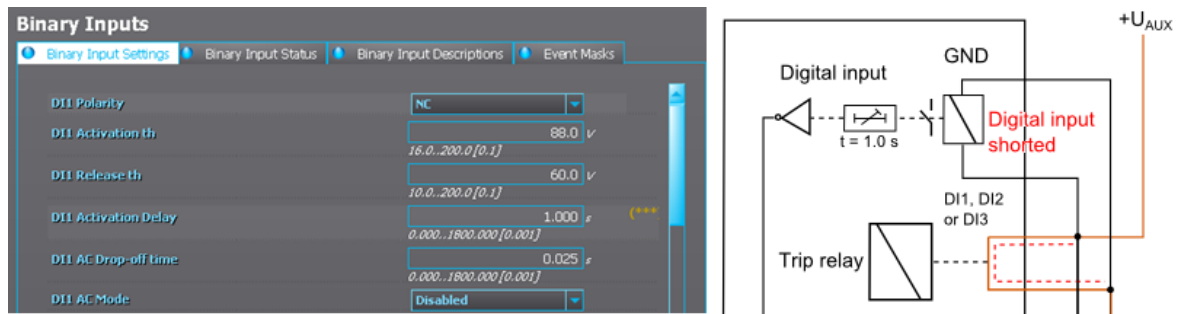 Binary Inputs
Binary Input Settings Binary Input Status Binary Input Descriptions Event Masks
DI1 Polarity NC
DI1 Activation th 88.0 V
16.0..200.0 [0.1]
DI1 Release th 60.0 V
10.0..200.0 [0.1]
DI1 Activation Delay 1.000 s (***
0.000..1800.000 [0.001]
DI1 AC Drop-off time 0.025 s
0.000..1800.000 [0.001]
DI1 AC Mode Disabled
+UAUX
GND
Digital input
Digital input
shorted
t = 1.0 s
DI1, DI2
or DI3
Trip relay